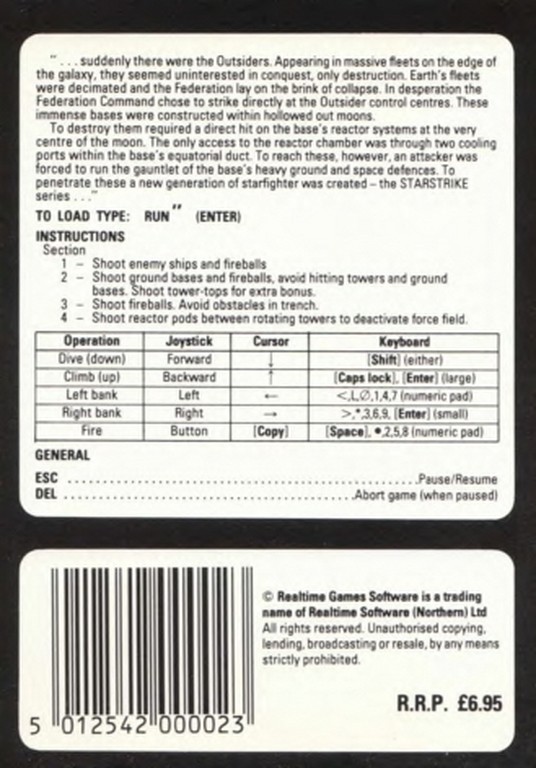 " . . . suddenly there were the Outsiders. Appearing in massive fleets on the edge of
the galaxy, they seemed uninterested in conquest, only destruction. Earth's fleets
were decimated and the Federation lay on the brink of collapse. In desperation the
Federation Command chose to strike directly at the Outsider control centres. These
immense bases were constructed within hollowed out moons.
To destroy them required a direct hit on the base's reactor systems at the very
centre of the moon. The only access to the reactor chamber was through two cooling
ports within the base's equatorial duct. To reach these, however, an attacker was
forced to run the gauntlet of the base's heavy ground and space defences. To
penetrate these a new generation of starfighter was created – the STARSTRIKE
series . . ."
TO LOAD TYPE: RUN" (ENTER)
INSTRUCTIONS
Section
1 – Shoot enemy ships and fireballs
2 – Shoot ground bases and fireballs, avoid hitting towers and ground
bases. Shoot tower-tops for extra bonus.
3 – Shoot fireballs. Avoid obstacles in trench.
4 – Shoot reactor pods between rotating towers to deactivate force field.
Operation Joystick Cursor Keyboard
Dive (down) Forward ↓ [Shift] (either)
Climb (up) Backward ↑ [Caps lock], [Enter] (large)
Left bank Left ← <,L,Ø,1,4,7 (numeric pad)
Right bank Right → >,*,3,6,9, [Enter] (small)
Fire Button [Copy] [Space], •,2,5,8 (numeric pad)
GENERAL
ESC ......................................................Pause/Resume
DEL .............................................Abort game (when paused)
© Realtime Games Software is a trading
name of Realtime Software (Northern) Ltd
All rights reserved. Unauthorised copying,
lending, broadcasting or resale, by any means
strictly prohibited.
R.R.P. £6.95
5 012542 000023